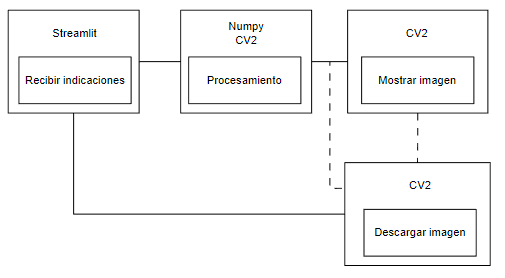 Streamlit
Recibir indicaciones
Numpy
CV2
Procesamiento
CV2
Mostrar imagen
CV2
Descargar imagen